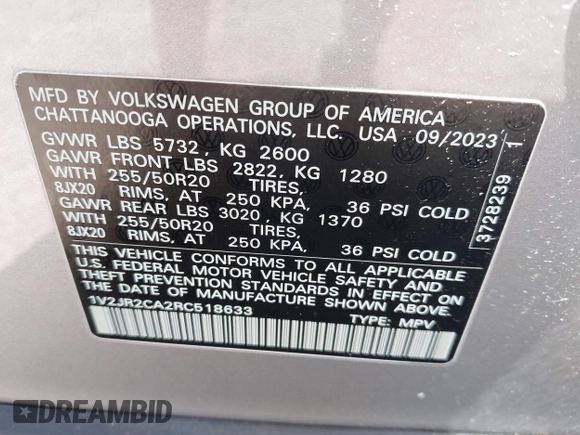 MFD BY VOLKSWAGEN GROUP OF AMERICA
CHATTANOOGA OPERATIONS, LLC. USA 09/2023
GVWR LBS 5732 , KG 2600
GAWR FRONT LBS 2822, KG 1280
WITH 255/50R20 TIRES,
8JX20 RIMS, AT 250 KPA, 36 PSI COLD
GAWR REAR LBS 3020 , KG 1370
WITH 255/50R20 TIRES,
8JX20 RIMS, AT 250 KPA, 36 PSI COLD
THIS VEHICLE CONFORMS TO ALL APPLICABLE
U.S. FEDERAL MOTOR VEHICLE SAFETY AND
THEFT PREVENTION STANDARDS IN EFFECT ON
THE DATE OF MANUFACTURE SHOWN ABOVE.
1V2JR2CA2RC518633 TYPE: MPV
3728239 1
DREAMBID